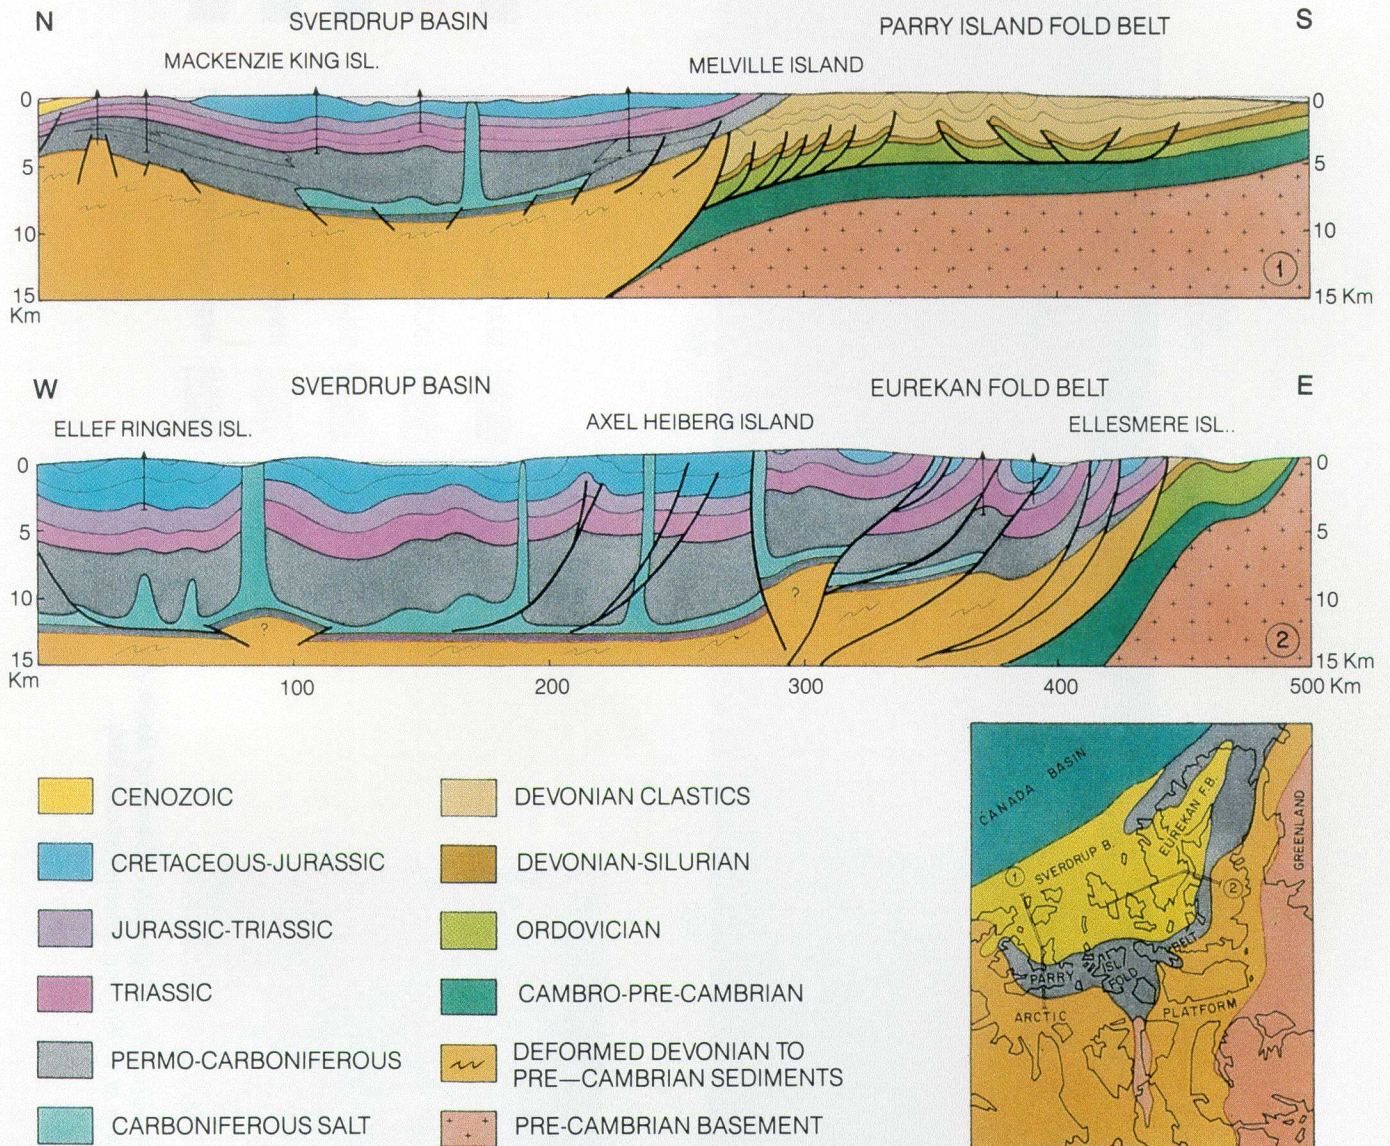 N SVERDRUP BASIN PARRY ISLAND FOLD BELT S
MACKENZIE KING ISL. MELVILLE ISLAND
0 0
5 5
10 10
1
15 15 Km
Km
W SVERDRUP BASIN EUREKAN FOLD BELT E
ELLEF RINGNES ISL. AXEL HEIBERG ISLAND ELLESMERE ISL..
0 0
5 5
10 10
? ?
2
15 15 Km
Km 100 200 300 400 500 Km
CENOZOIC
CRETACEOUS-JURASSIC
JURASSIC-TRIASSIC
TRIASSIC
PERMO-CARBONIFEROUS
CARBONIFEROUS SALT
DEVONIAN CLASTICS
DEVONIAN-SILURIAN
ORDOVICIAN
CAMBRO-PRE-CAMBRIAN
DEFORMED DEVONIAN TO
PRE—CAMBRIAN SEDIMENTS
PRE-CAMBRIAN BASEMENT
CANADA BASIN
EUREKAN F.B.
GREENLAND
1
SVERDRUP B.
2
PARRY
ISL
FOLD
BELT
ARCTIC PLATFORM